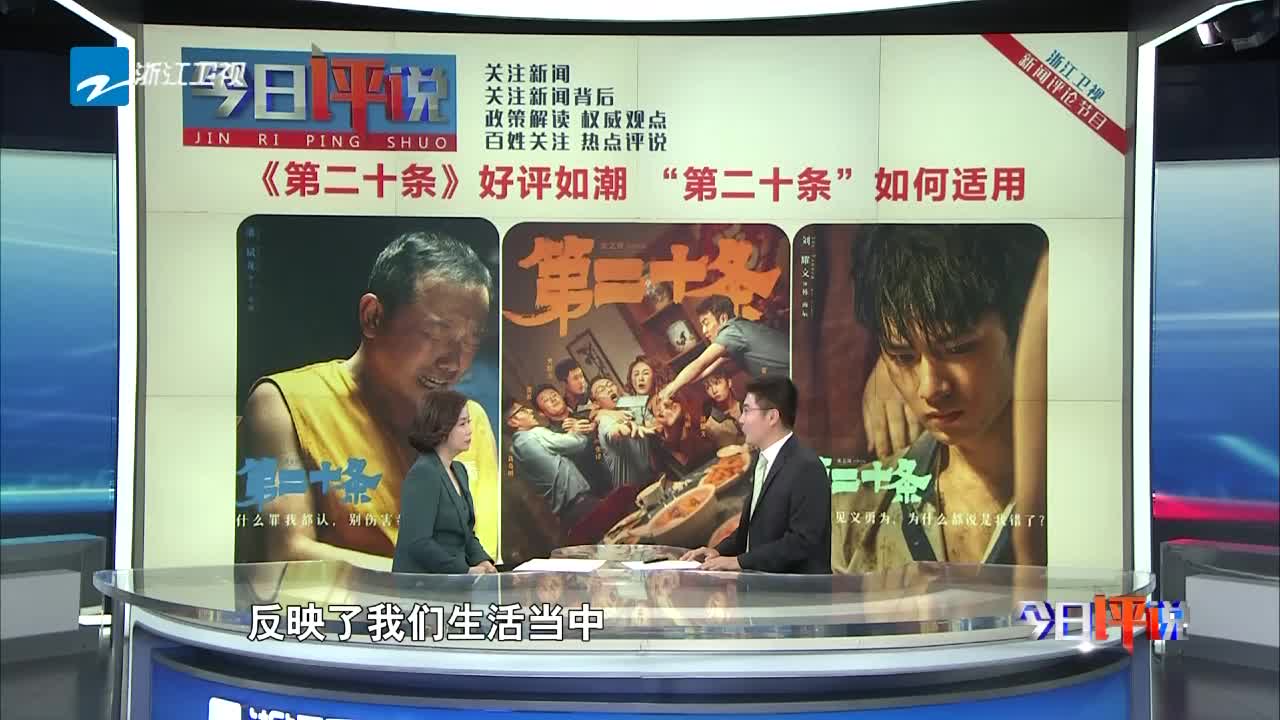 浙江卫视
今日评说
JIN RI PING SHUO
关注新闻
关注新闻背后
政策解读 权威观点
百姓关注 热点评说
浙江卫视
新闻评论节目
《第二十条》好评如潮 “第二十条”如何适用
第二十条
刘耀文
第二十条
什么罪我都认，别伤害
二十条
见义勇为，为什么都说是我错了？
反映了我们生活当中
今日评说